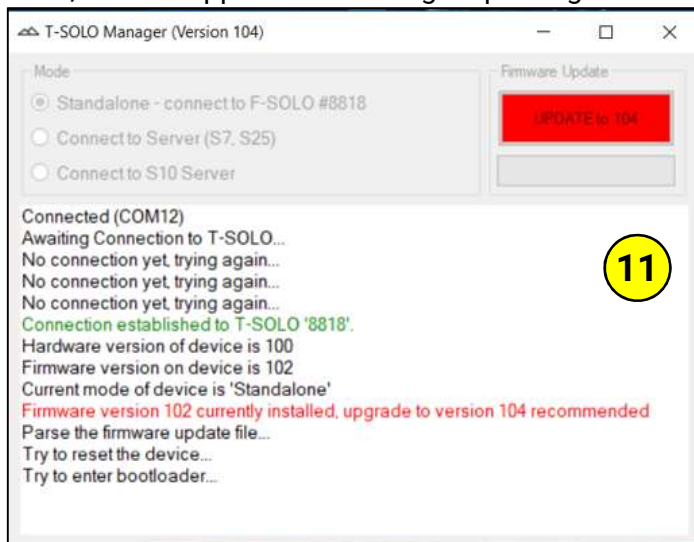 T-SOLO Manager (Version 104)
Mode
Firmware Update
Standalone - connect to F-SOLO #8818
UPDATE to 104
Connect to Server (S7, S25)
Connect to S10 Server
Connected (COM12)
Awaiting Connection to T-SOLO...
No connection yet, trying again...
No connection yet, trying again...
No connection yet, trying again...
11
Connection established to T-SOLO '8818'.
Hardware version of device is 100
Firmware version on device is 102
Current mode of device is 'Standalone'
Firmware version 102 currently installed, upgrade to version 104 recommended
Parse the firmware update file...
Try to reset the device...
Try to enter bootloader...